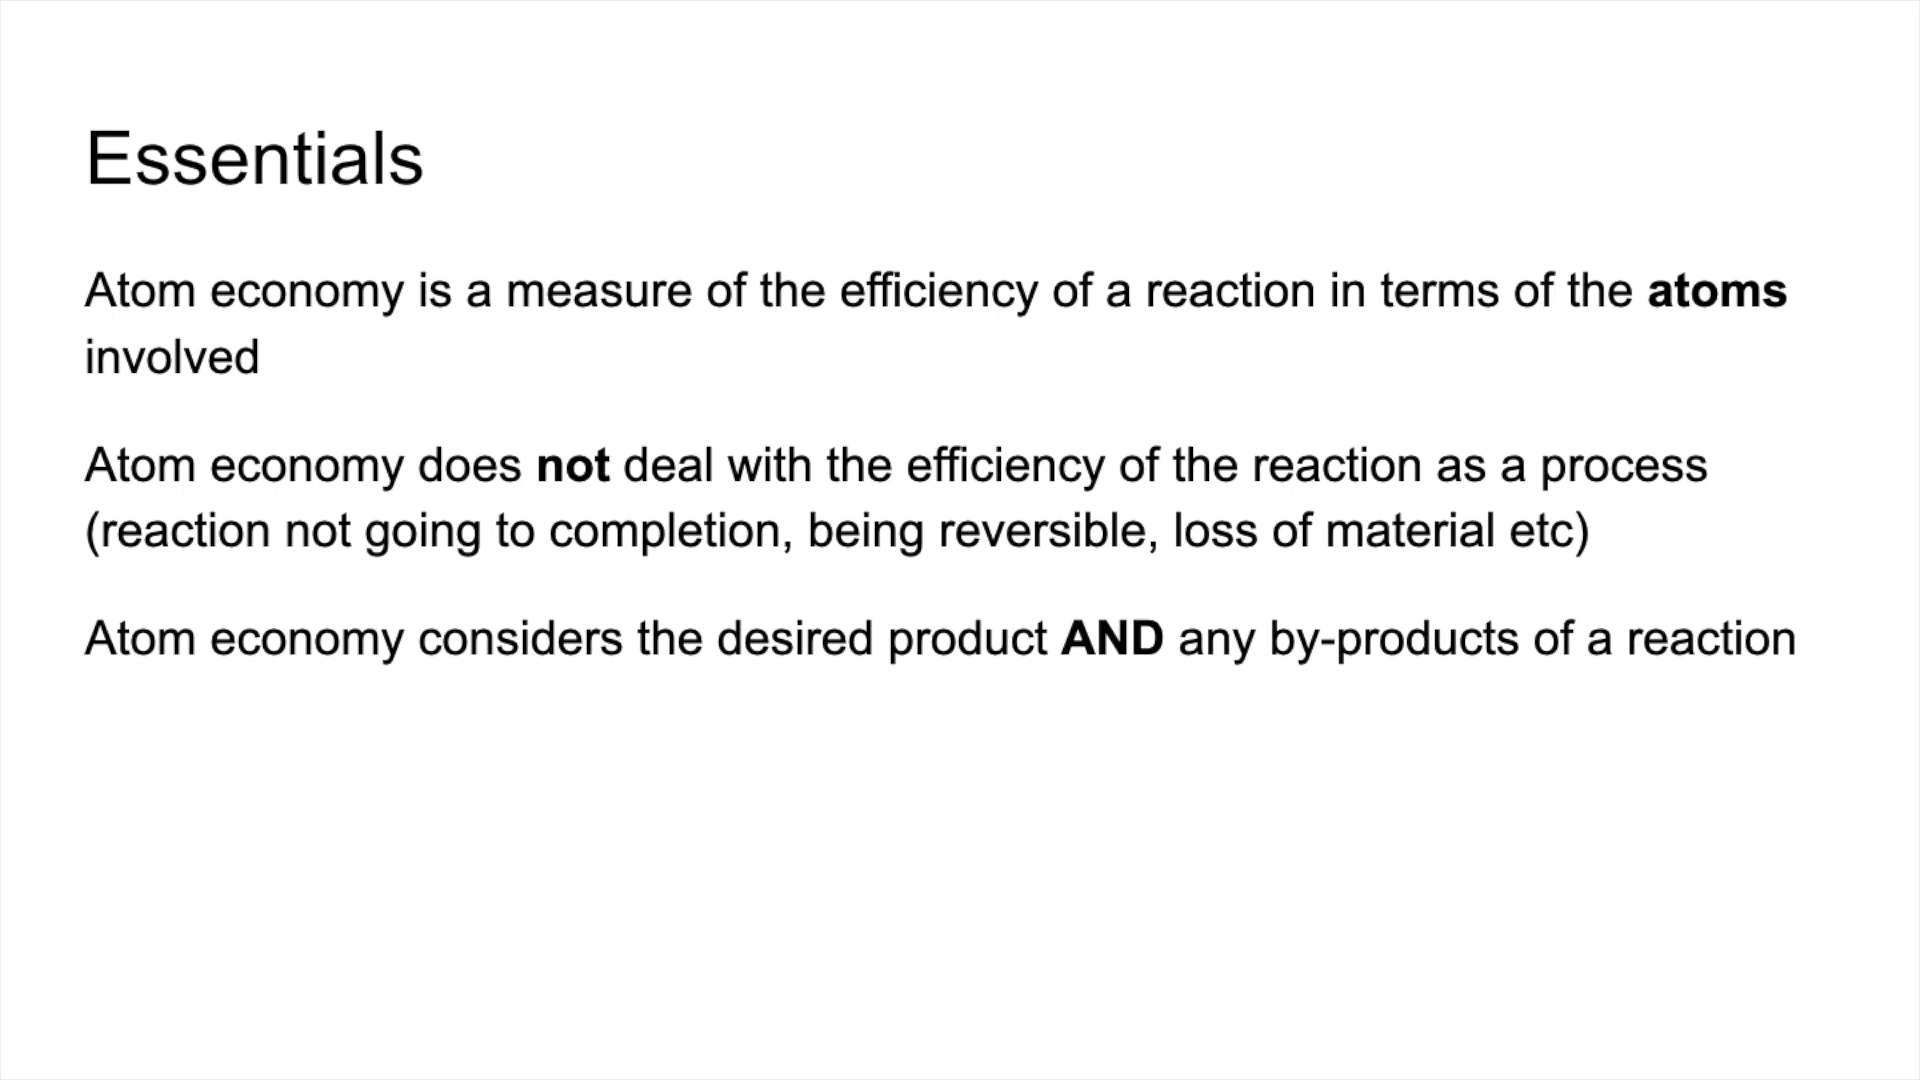 Essentials
Atom economy is a measure of the efficiency of a reaction in terms of the atoms
involved
Atom economy does not deal with the efficiency of the reaction as a process
(reaction not going to completion, being reversible, loss of material etc)
Atom economy considers the desired product AND any by-products of a reaction